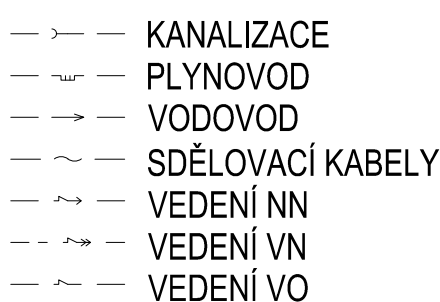 KANALIZACE
PLYNOVOD
VODOVOD
SDĚLOVACÍ KABELY
VEDENÍ NN
VEDENÍ VN
VEDENÍ VO